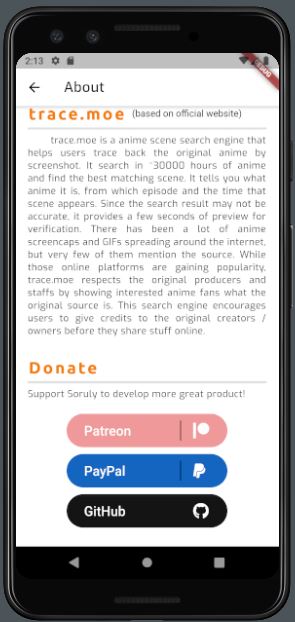 2:13
DEBUG
About
trace.moe (based on official website)
trace.moe is a anime scene search engine that
helps users trace back the original anime by
screenshot. It search in ~30000 hours of anime
and find the best matching scene. It tells you what
anime it is, from which episode and the time that
scene appears. Since the search result may not be
accurate, it provides a few seconds of preview for
verification. There has been a lot of anime
screencaps and GIFs spreading around the internet,
but very few of them mention the source. While
those online platforms are gaining popularity,
trace.moe respects the original producers and
staffs by showing interested anime fans what the
original source is. This search engine encourages
users to give credits to the original creators /
owners before they share stuff online.
Donate
Support Soruly to develop more great product!
Patreon
PayPal
GitHub